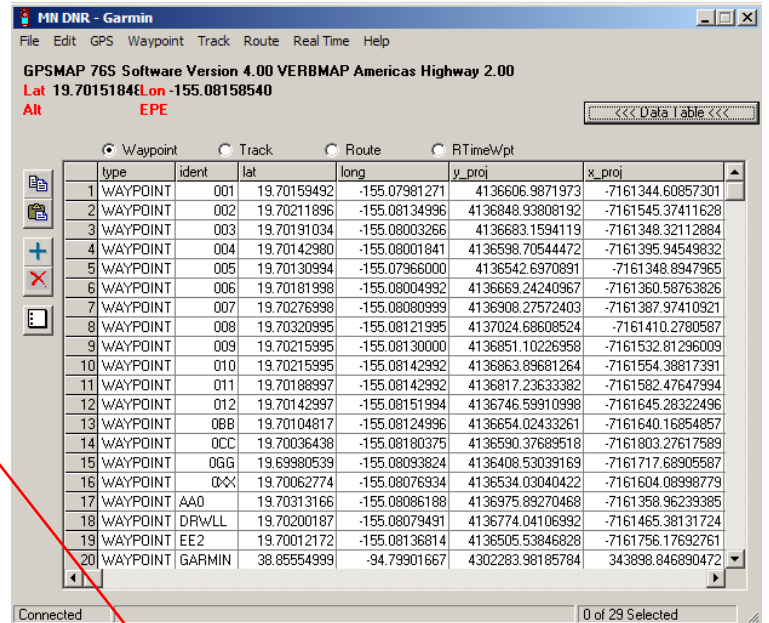 MN DNR - Garmin
File Edit GPS Waypoint Track Route Real Time Help
GPSMAP 76S Software Version 4.00 VERBMAP Americas Highway 2.00
Lat 19.7015184 Lon -155.08158540
Alt EPE
<<< Data Table <<<
Waypoint Track Route RTimeWpt
type ident lat long y_proj x_proj
1 WAYPOINT 001 19.70159492 -155.07981271 4136606.9871973 -7161344.60857301
2 WAYPOINT 002 19.70211896 -155.08134996 4136848.93808192 -7161545.37411628
3 WAYPOINT 003 19.70191034 -155.08003266 4136683.1594119 -7161348.32112884
4 WAYPOINT 004 19.70142980 -155.08001841 4136598.70544472 -7161395.94549832
5 WAYPOINT 005 19.70130994 -155.07966000 4136542.6970891 -7161348.8947965
6 WAYPOINT 006 19.70181998 -155.08004992 4136669.24240967 -7161360.58763826
7 WAYPOINT 007 19.70276998 -155.08080999 4136908.27572403 -7161387.97410921
8 WAYPOINT 008 19.70320995 -155.08121995 4137024.68608524 -7161410.2780587
9 WAYPOINT 009 19.70215995 -155.08130000 4136851.10226958 -7161532.81296009
10 WAYPOINT 010 19.70215995 -155.08142992 4136863.89681264 -7161554.38817391
11 WAYPOINT 011 19.70188997 -155.08142992 4136817.23633382 -7161582.47647994
12 WAYPOINT 012 19.70142997 -155.08151994 4136746.59910998 -7161645.28322496
13 WAYPOINT 0BB 19.70104817 -155.08124996 4136654.02433261 -7161640.16854857
14 WAYPOINT 0CC 19.70036438 -155.08180375 4136590.37689518 -7161803.27617589
15 WAYPOINT 0GG 19.69980539 -155.08093824 4136408.53039169 -7161717.68905587
16 WAYPOINT 0XX 19.70062774 -155.08076934 4136534.03040422 -7161604.08998779
17 WAYPOINT AA0 19.70313166 -155.08086188 4136975.89270468 -7161358.96239385
18 WAYPOINT DRWLL 19.70200187 -155.08079491 4136774.04106992 -7161465.38131724
19 WAYPOINT EE2 19.70012172 -155.08136814 4136505.53846828 -7161756.17692761
20 WAYPOINT GARMIN 38.85554999 -94.79901667 4302283.98185784 343898.846890472
Connected 0 of 29 Selected